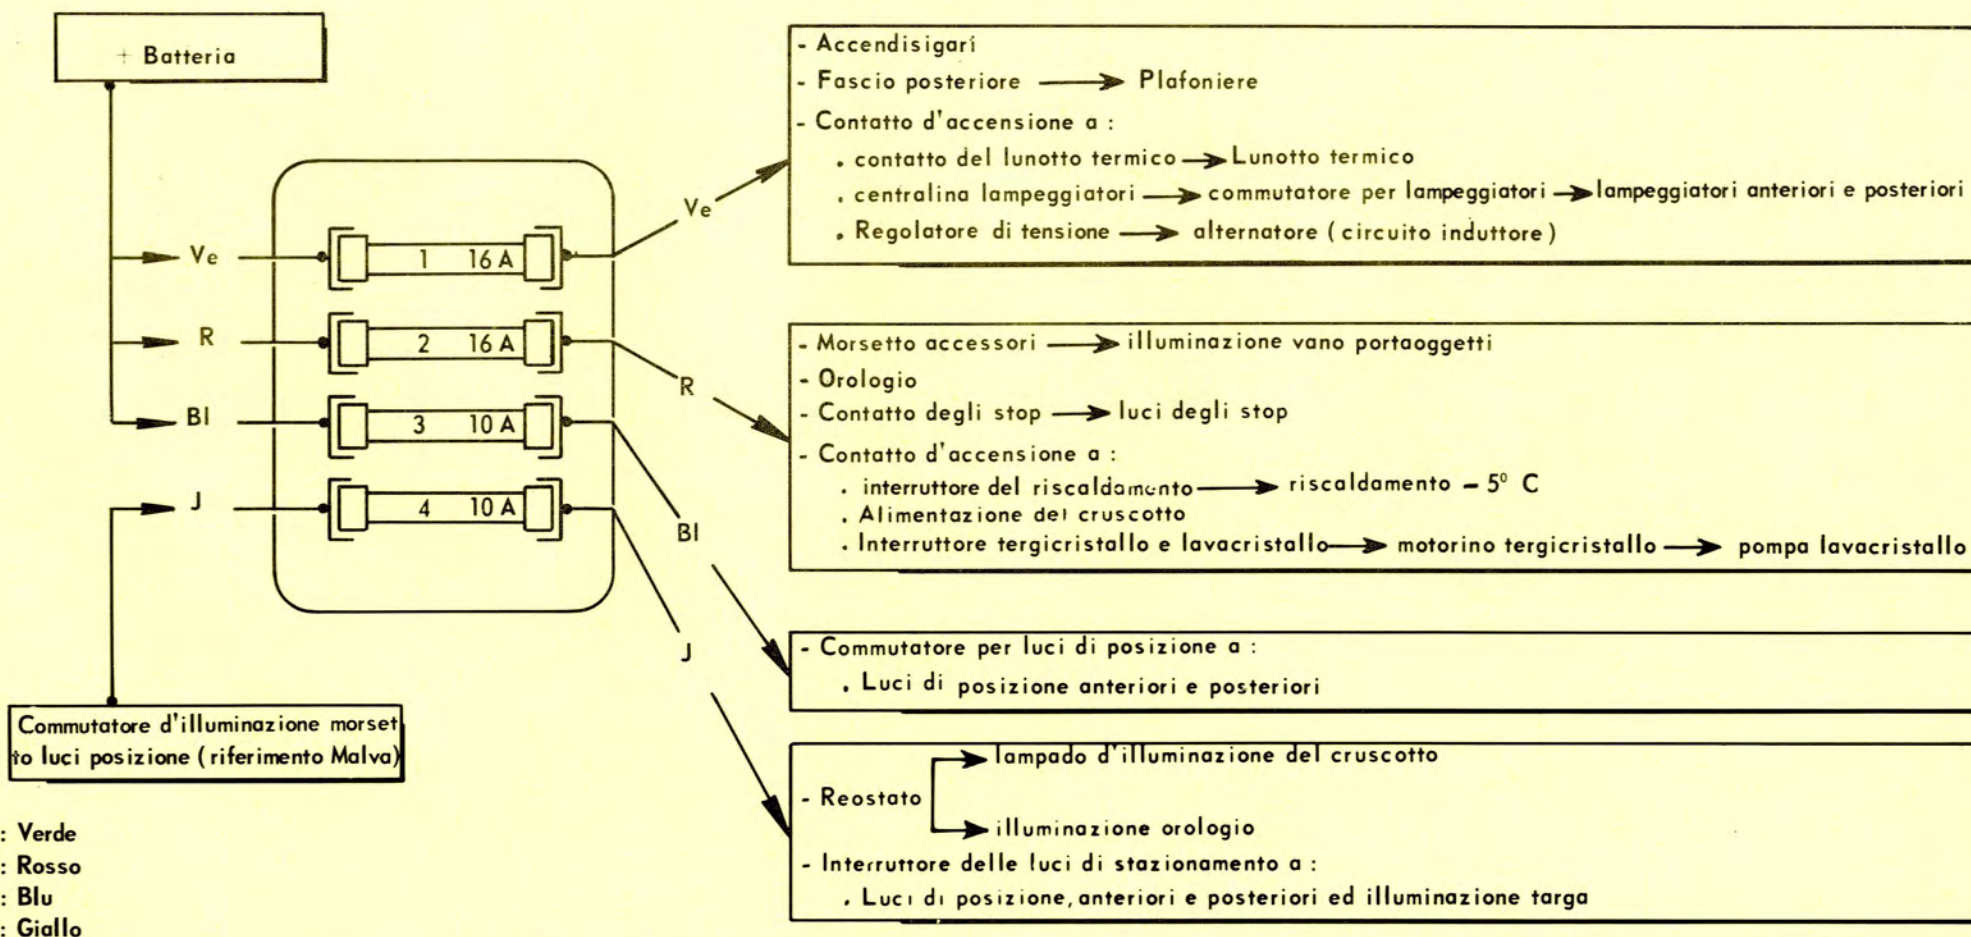 + Batteria
Ve
R
Bl
J
1 16 A
2 16 A
3 10 A
4 10 A
Ve
R
Bl
J
Commutatore d'illuminazione morset
to luci posizione ( riferimento Malva)
: Verde
: Rosso
: Blu
: Giallo
- Accendisigari
- Fascio posteriore → Plafoniere
- Contatto d'accensione a :
. contatto del lunotto termico → Lunotto termico
. centralina lampeggiatori → commutatore per lampeggiatori → lampeggiatori anteriori e posteriori
. Regolatore di tensione → alternatore ( circuito induttore )
- Morsetto accessori → illuminazione vano portaoggetti
- Orologio
- Contatto degli stop → luci degli stop
- Contatto d'accensione a :
. interruttore del riscaldamento → riscaldamento - 5° C
. Alimentazione del cruscotto
. Interruttore tergicristallo e lavacristallo → motorino tergicristallo → pompa lavacristallo
- Commutatore per luci di posizione a :
. Luci di posizione anteriori e posteriori
- Reostato
→ lampado d'illuminazione del cruscotto
→ illuminazione orologio
- Interruttore delle luci di stazionamento a :
. Luci di posizione, anteriori e posteriori ed illuminazione targa